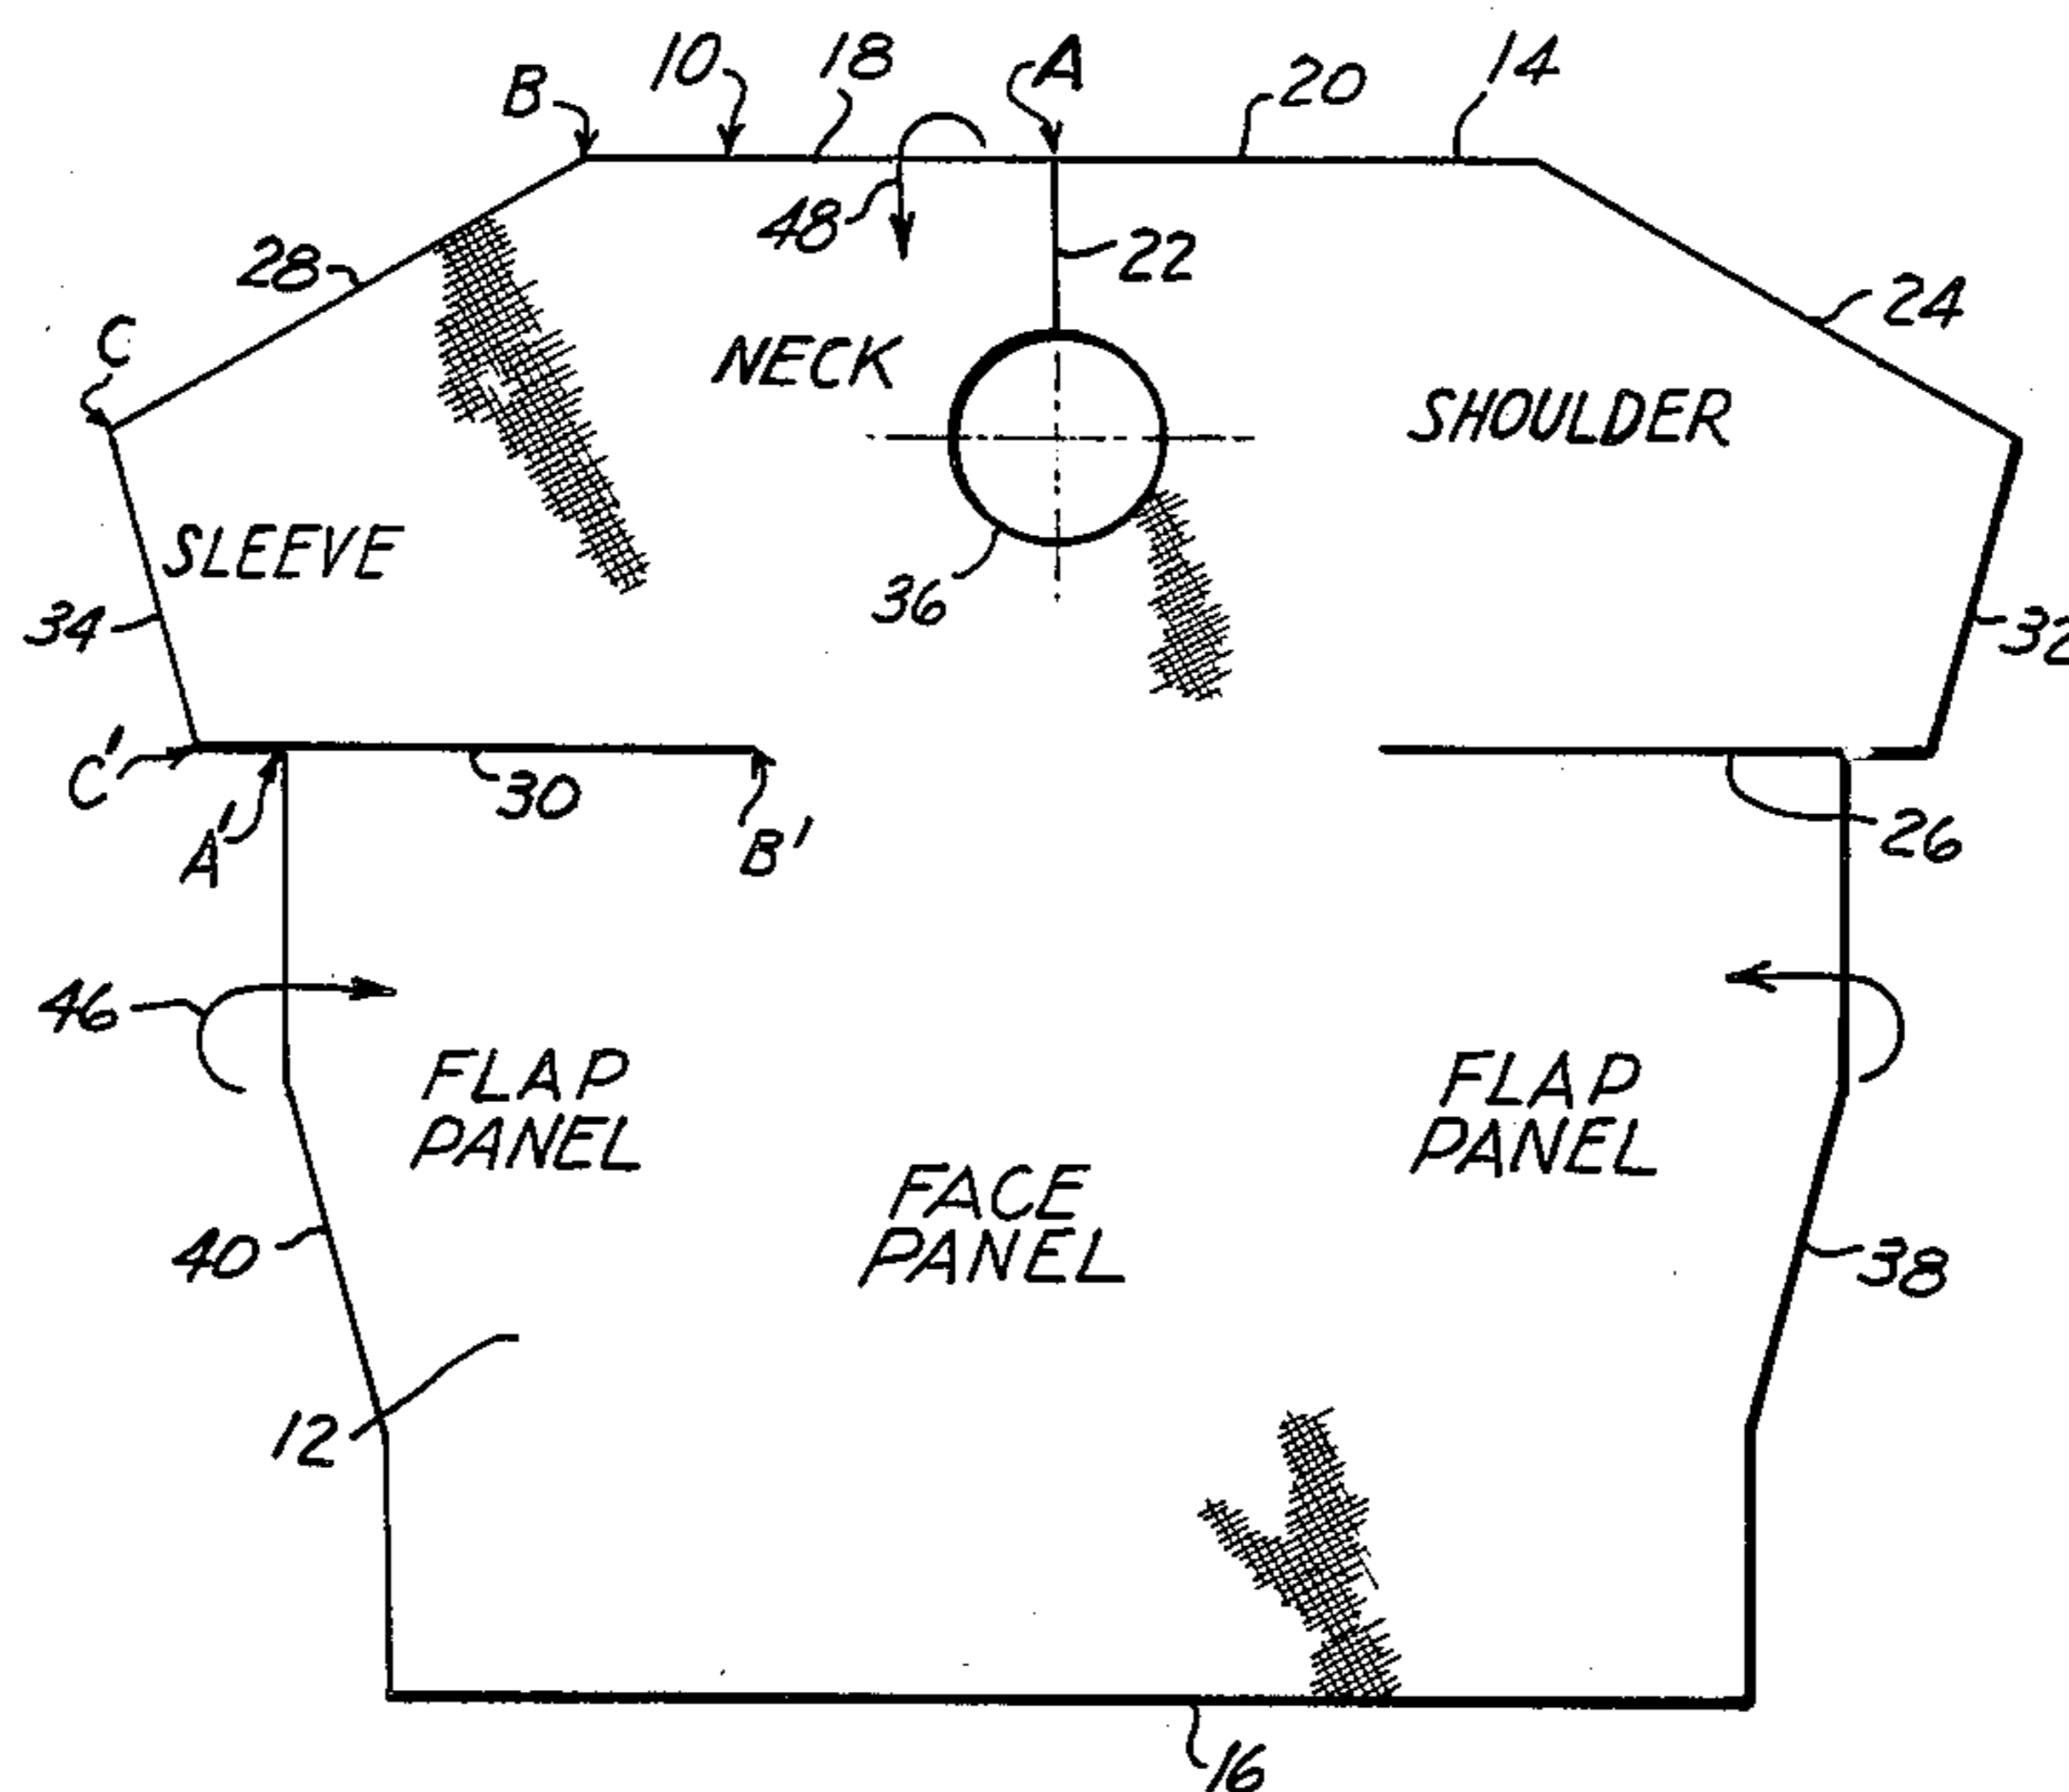 B
10
18
A
20
14
48
22
28
24
C
NECK
SHOULDER
SLEEVE
36
34
32
C'
A'
30
B'
26
46
FLAP
PANEL
FLAP
PANEL
FACE
PANEL
40
38
12
16